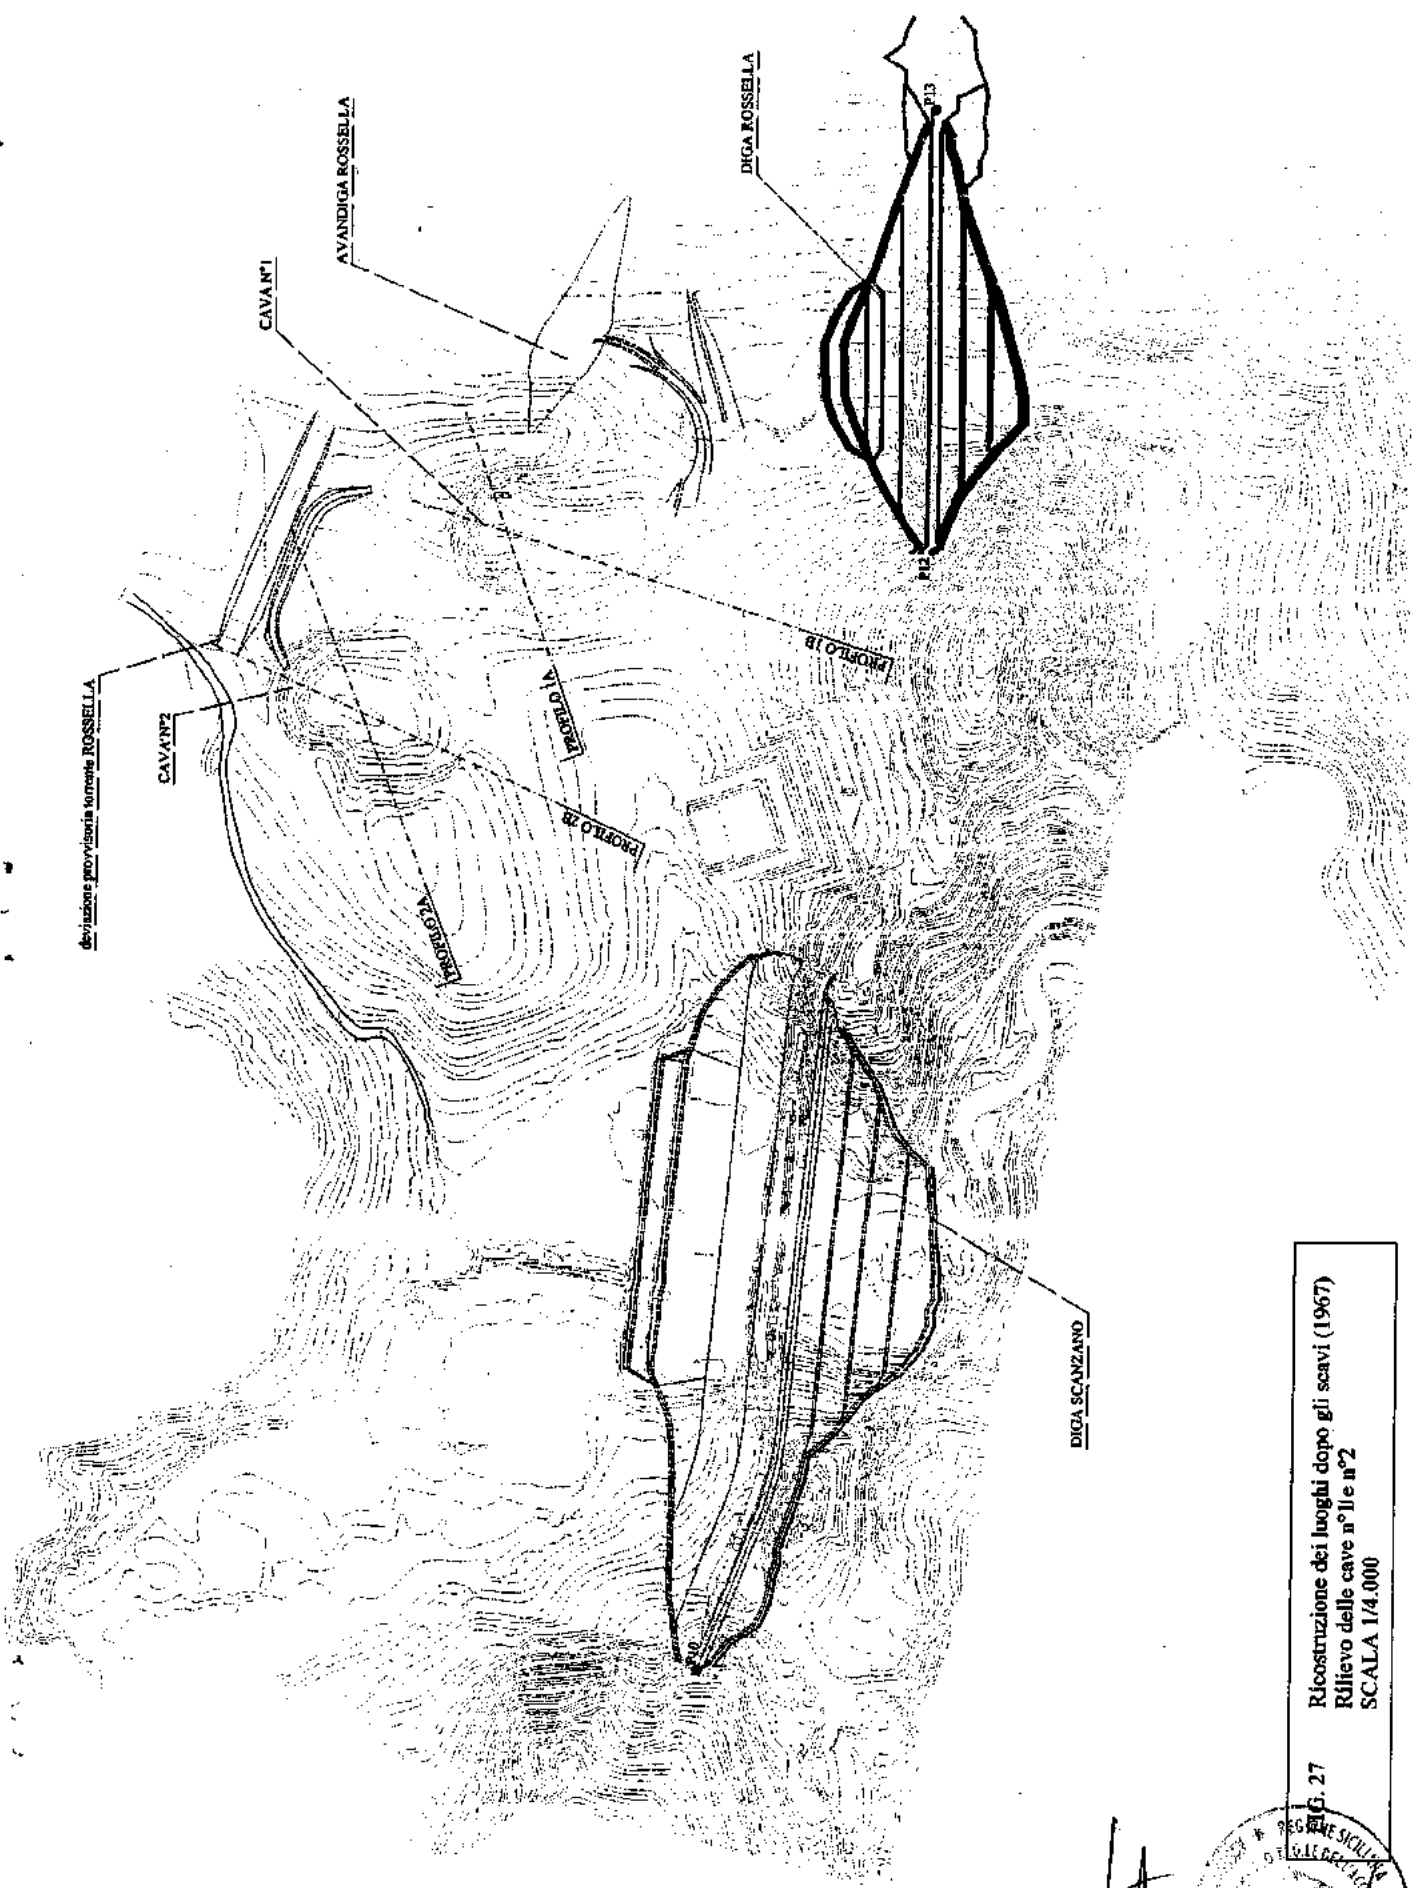 deviazione provvisoria torrente ROSSELLA
CAVA N°2
CAVA N°1
AVANDIGA ROSSELLA
DIGA ROSSELLA
P13
P12
PROFILO 1B
PROFILO 1A
PROFILO 2B
PROFILO 2A
P10
DIGA SCANZANO
FIG. 27 Ricostruzione dei luoghi dopo gli scavi (1967)
Rilievo delle cave n°1 e n°2
SCALA 1/4.000
REGIONE SICILIANA